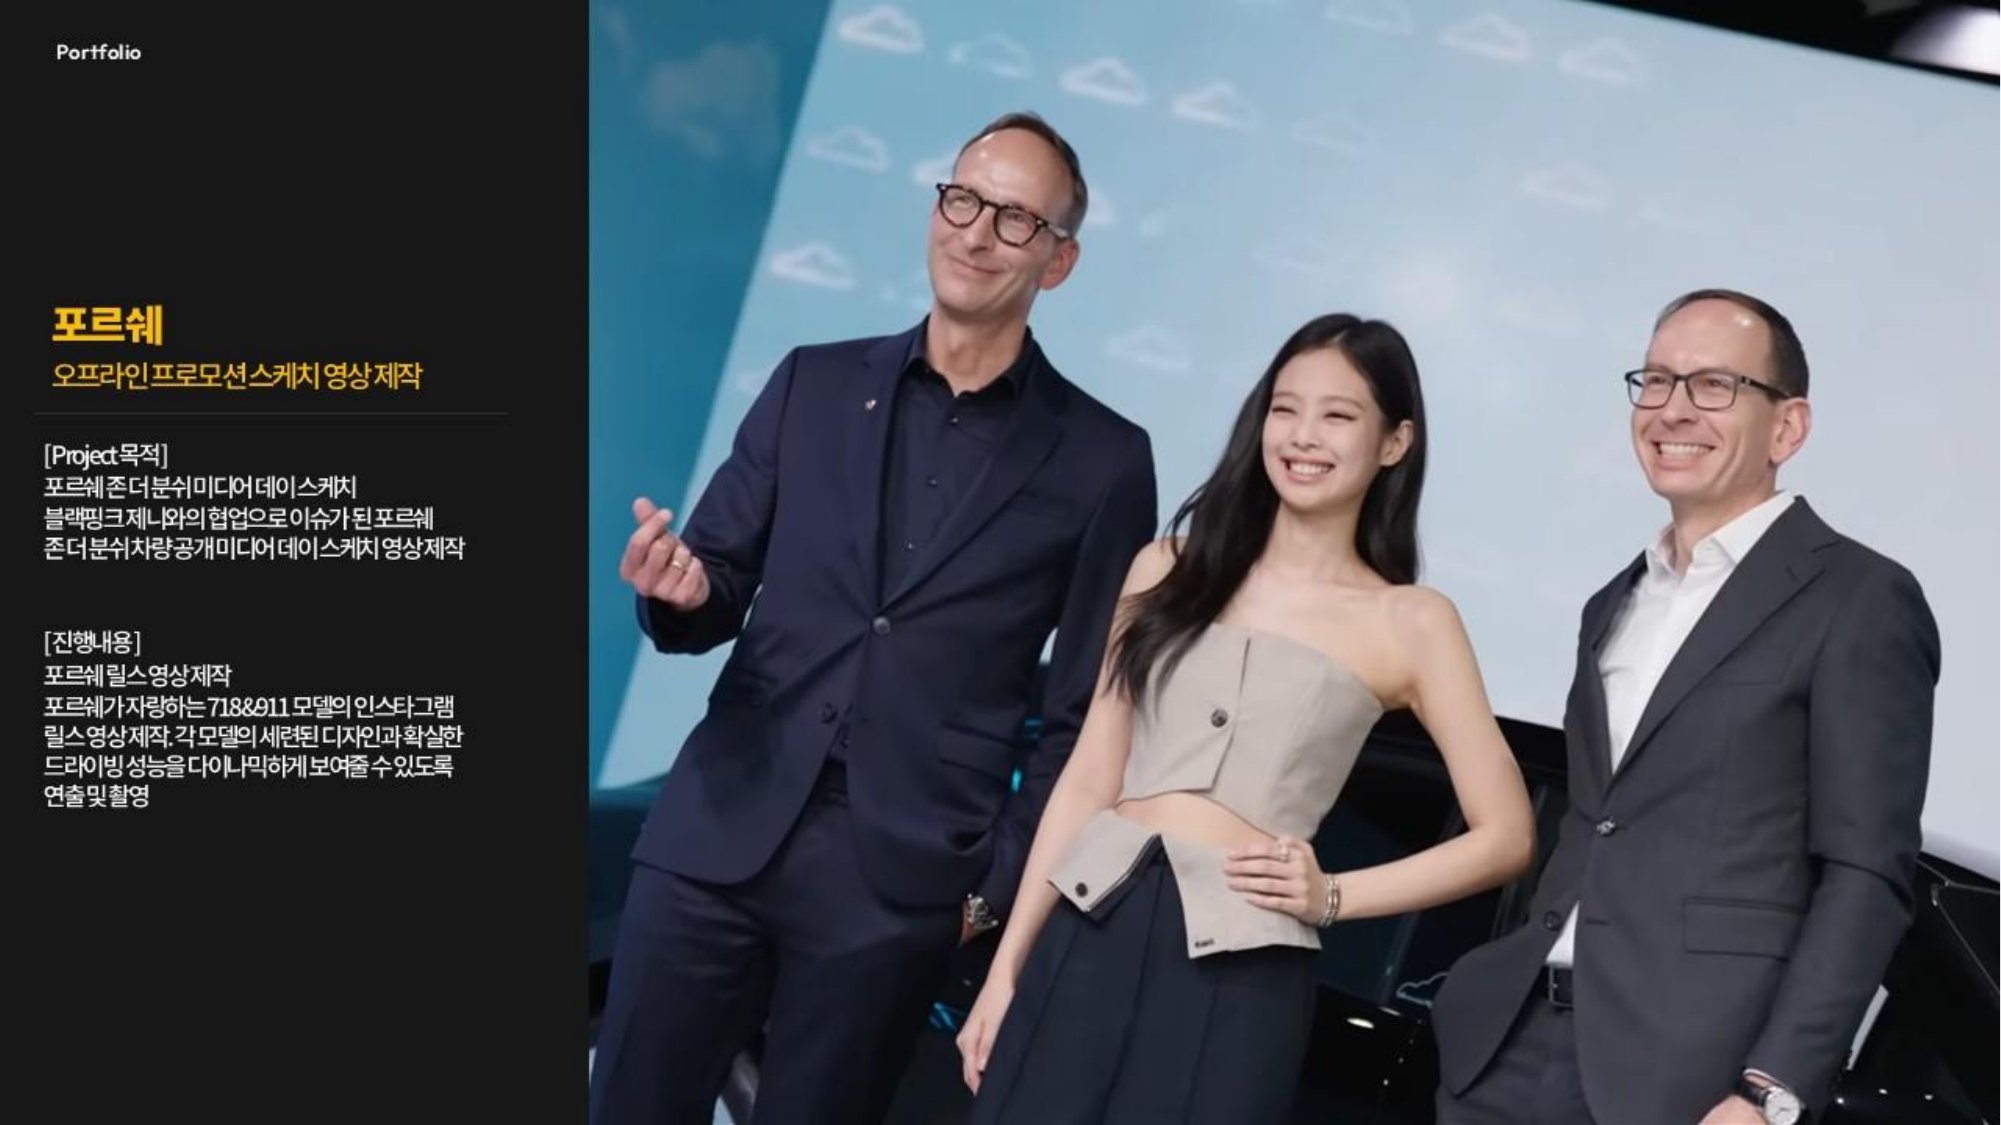 Portfolio
포르쉐
오프라인 프로모션 스케치 영상 제작
[Project 목적]
포르쉐 존 더 분쉬 미디어 데이 스케치
블랙핑크 제니와의 협업으로 이슈가 된 포르쉐
존 더 분쉬 차량 공개 미디어 데이 스케치 영상 제작
[진행내용]
포르쉐 릴스 영상 제작
포르쉐가 자랑하는 718&911 모델의 인스타그램
릴스 영상 제작. 각 모델의 세련된 디자인과 확실한
드라이빙 성능을 다이나믹하게 보여줄 수 있도록
연출 및 촬영